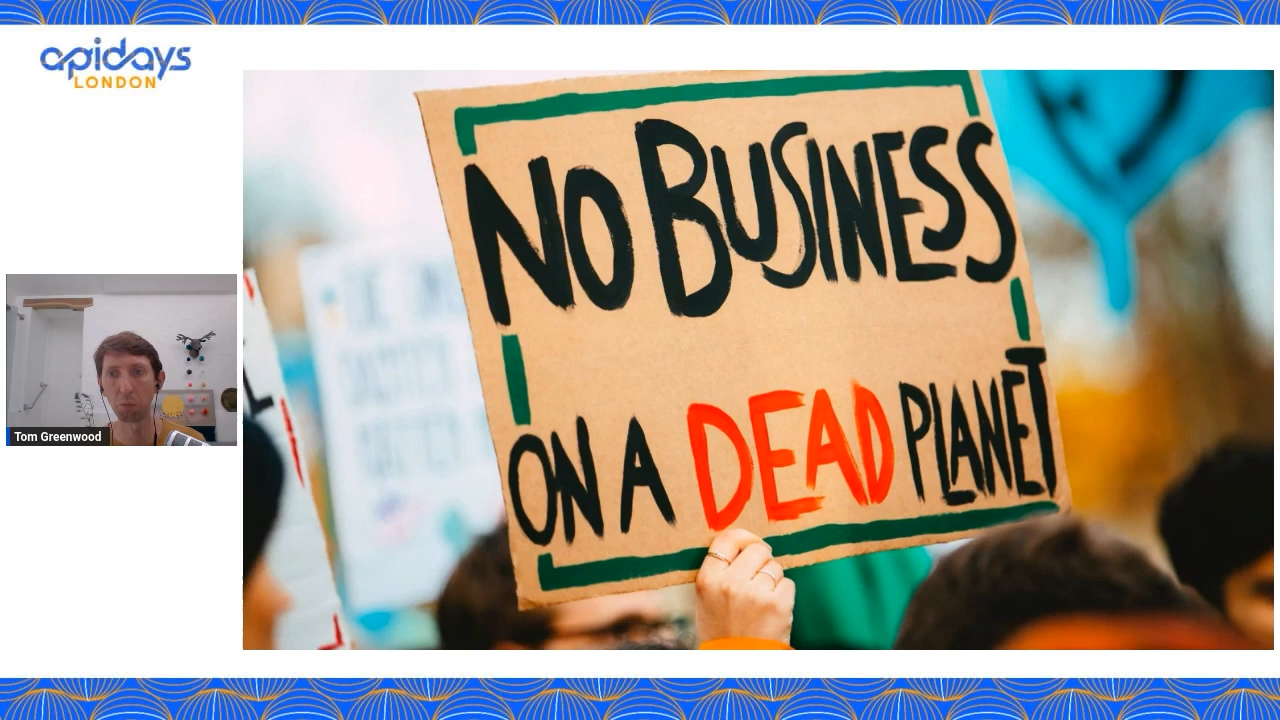 apidays
LONDON
NO BUSINESS
ON A DEAD PLANET
Tom Greenwood